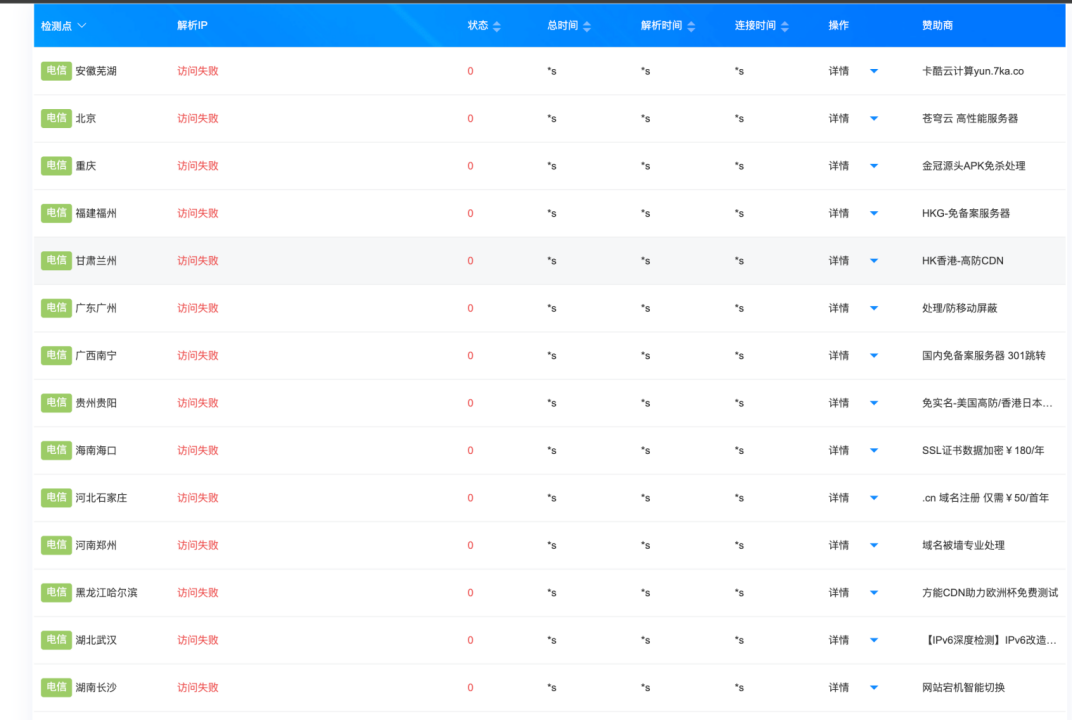 检测点 解析IP 状态 总时间 解析时间 连接时间 操作 赞助商
电信 安徽芜湖 访问失败 0 *s *s *s 详情 卡酷云计算yun.7ka.co
电信 北京 访问失败 0 *s *s *s 详情 苍穹云 高性能服务器
电信 重庆 访问失败 0 *s *s *s 详情 金冠源头APK免杀处理
电信 福建福州 访问失败 0 *s *s *s 详情 HKG-免备案服务器
电信 甘肃兰州 访问失败 0 *s *s *s 详情 HK香港-高防CDN
电信 广东广州 访问失败 0 *s *s *s 详情 处理/防移动屏蔽
电信 广西南宁 访问失败 0 *s *s *s 详情 国内免备案服务器 301跳转
电信 贵州贵阳 访问失败 0 *s *s *s 详情 免实名-美国高防/香港日本...
电信 海南海口 访问失败 0 *s *s *s 详情 SSL证书数据加密￥180/年
电信 河北石家庄 访问失败 0 *s *s *s 详情 .cn 域名注册 仅需￥50/首年
电信 河南郑州 访问失败 0 *s *s *s 详情 域名被墙专业处理
电信 黑龙江哈尔滨 访问失败 0 *s *s *s 详情 方能CDN助力欧洲杯免费测试
电信 湖北武汉 访问失败 0 *s *s *s 详情 【IPv6深度检测】IPv6改造...
电信 湖南长沙 访问失败 0 *s *s *s 详情 网站宕机智能切换